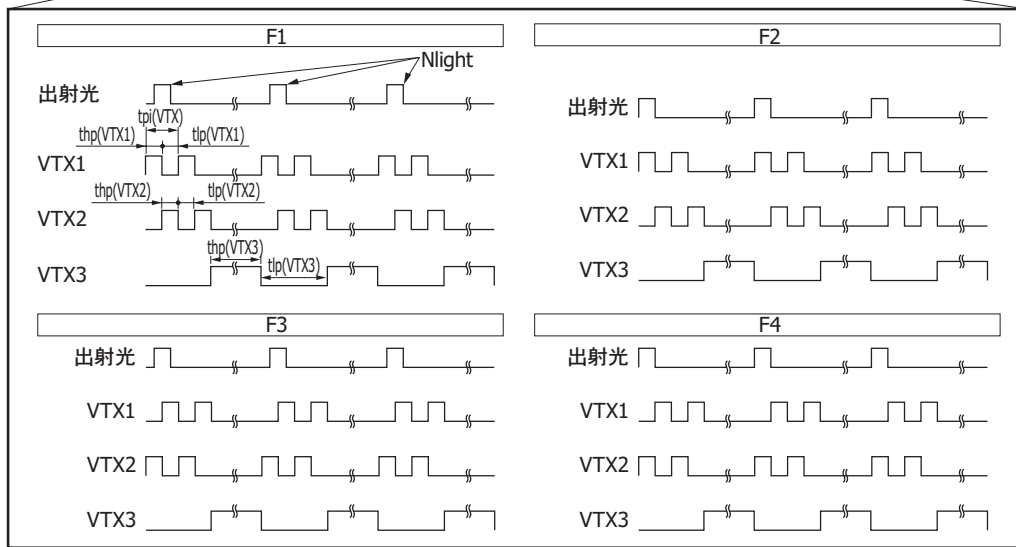 F1
Nlight
出射光
tpi(VTX)
thp(VTX1) tlp(VTX1)
VTX1
thp(VTX2) tlp(VTX2)
VTX2
thp(VTX3)
tlp(VTX3)
VTX3
F2
出射光
VTX1
VTX2
VTX3
F3
出射光
VTX1
VTX2
VTX3
F4
出射光
VTX1
VTX2
VTX3